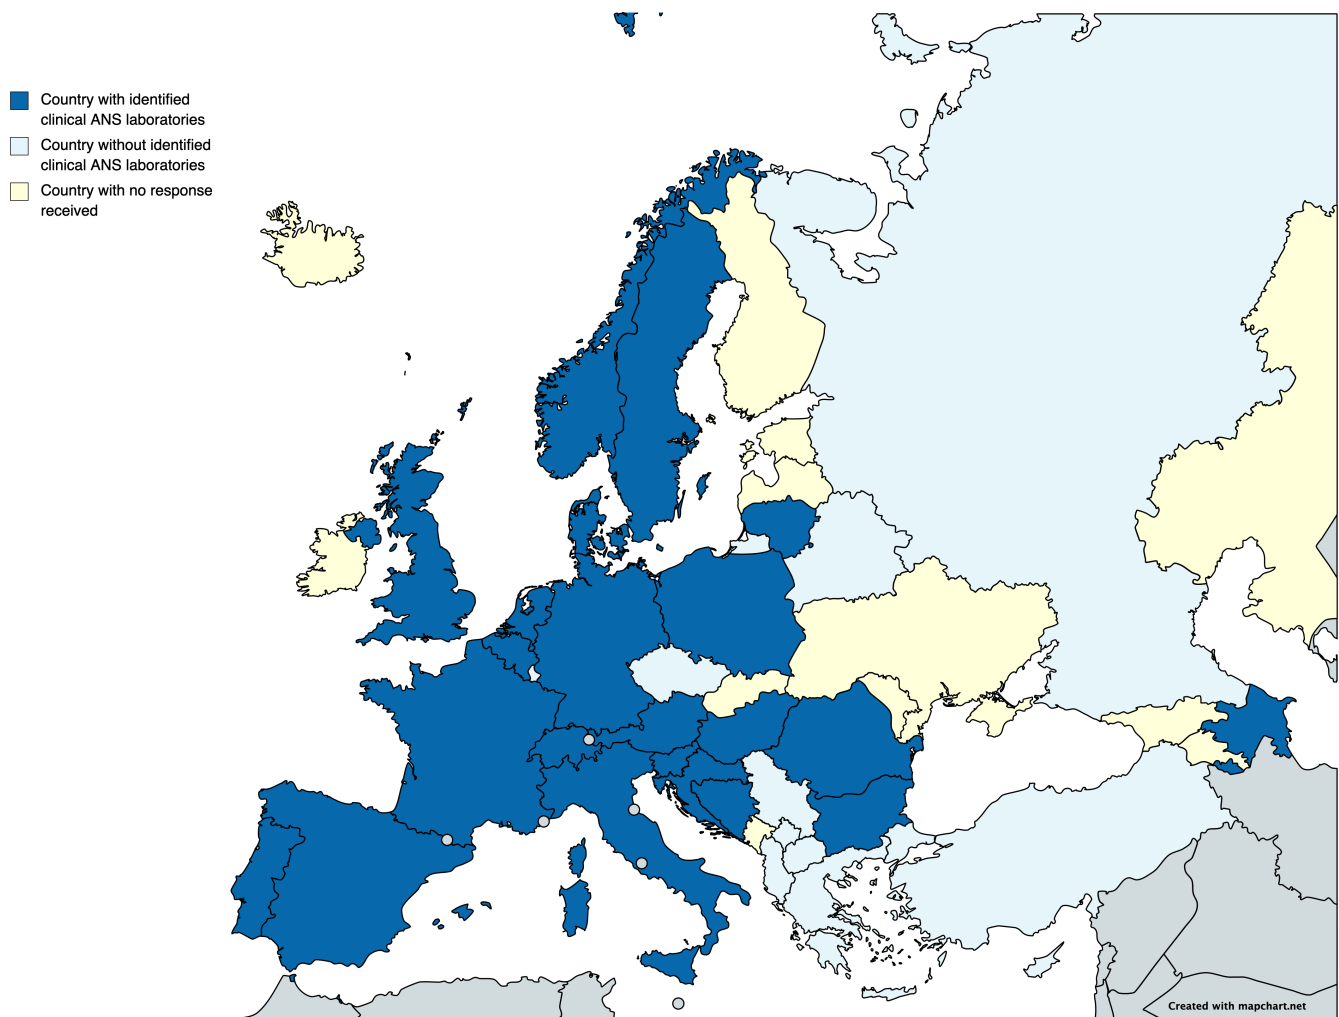 Country with identified
clinical ANS laboratories
Country without identified
clinical ANS laboratories
Country with no response
received
Created with mapchart.net